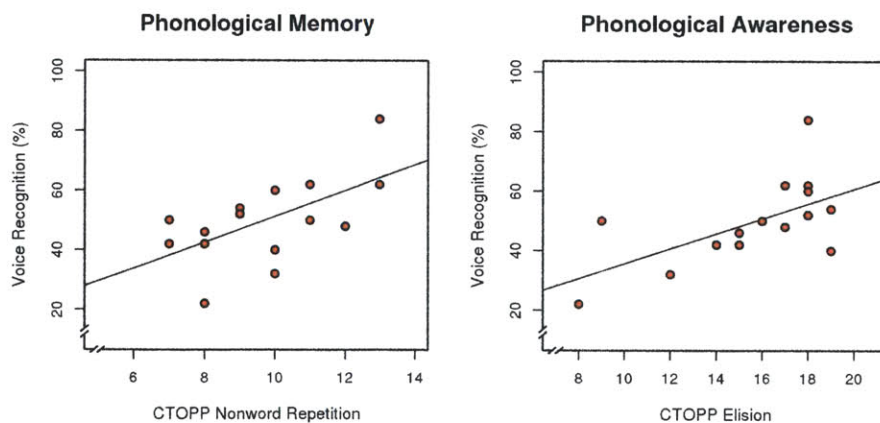 Phonological Memory
Voice Recognition (%)
100
80
60
40
20
6 8 10 12 14
CTOPP Nonword Repetition
Phonological Awareness
Voice Recognition (%)
100
80
60
40
20
8 10 12 14 16 18 20
CTOPP Elision